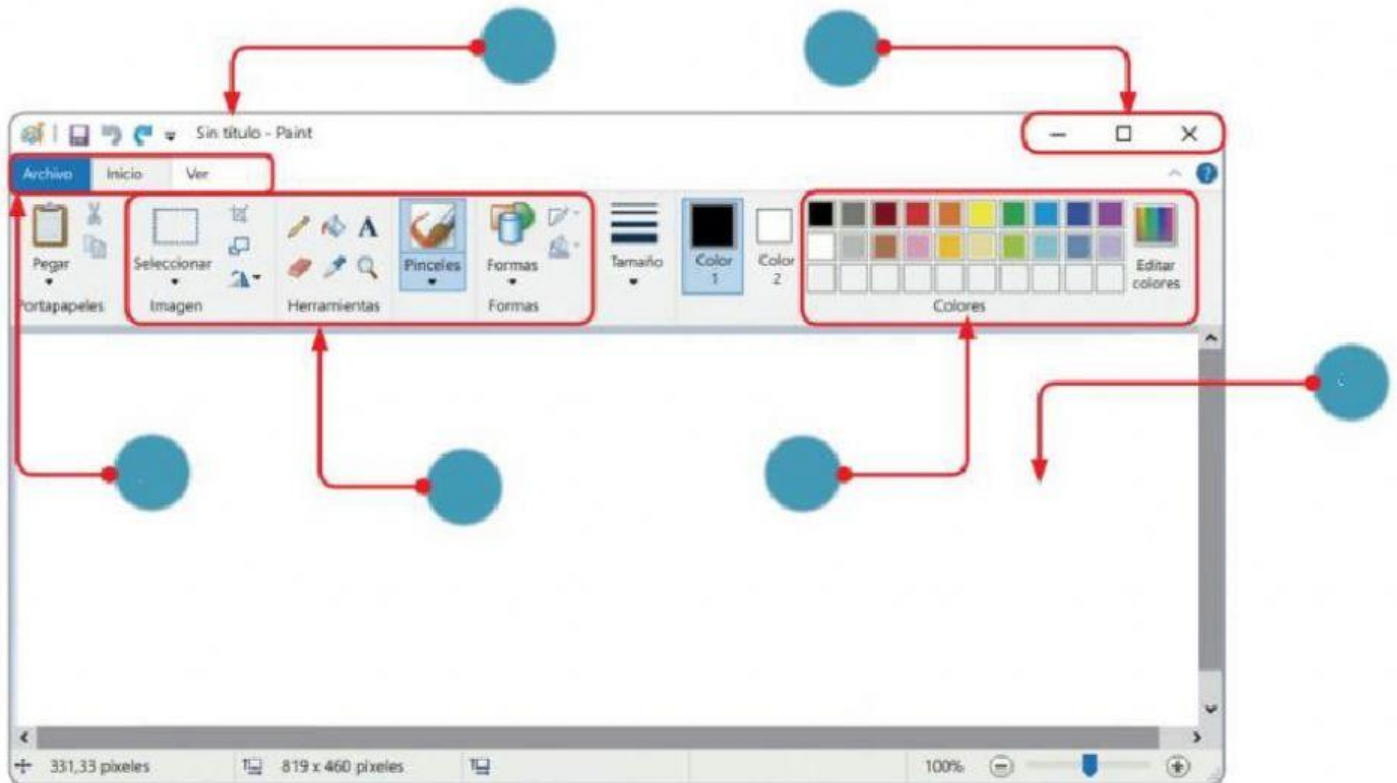 Sin título - Paint
Archivo Inicio Ver
Pegar
Portapapeles
Seleccionar
Imagen
A
Herramientas
Pinceles
Formas
Formas
Tamaño
Color 1
Color 2
Colores
Editar colores
331,33 píxeles
819 x 460 píxeles
100%